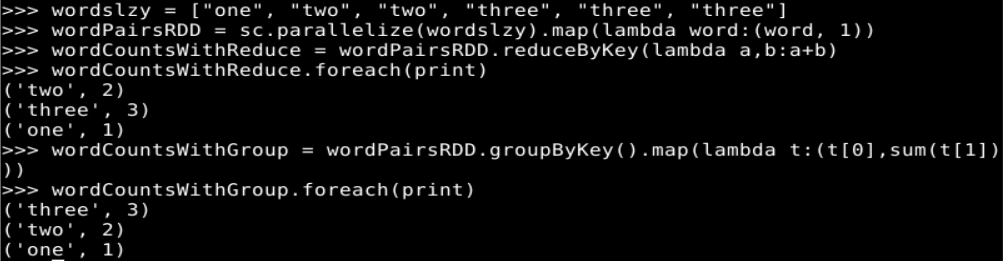 >>> wordslzy = ["one", "two", "two", "three", "three", "three"]
>>> wordPairsRDD = sc.parallelize(wordslzy).map(lambda word:(word, 1))
>>> wordCountsWithReduce = wordPairsRDD.reduceByKey(lambda a,b:a+b)
>>> wordCountsWithReduce.foreach(print)
('two', 2)
('three', 3)
('one', 1)
>>> wordCountsWithGroup = wordPairsRDD.groupByKey().map(lambda t:(t[0],sum(t[1])
))
>>> wordCountsWithGroup.foreach(print)
('three', 3)
('two', 2)
('one', 1)